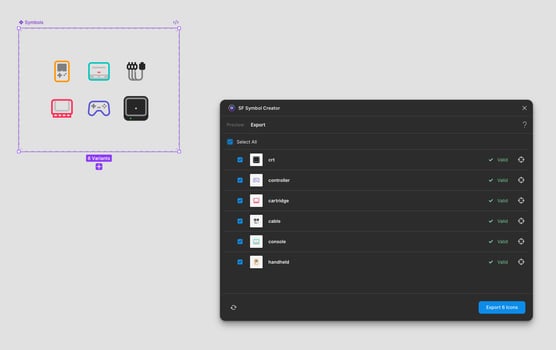 Symbols
</>
6 Variants
SF Symbol Creator
Preview Export ?
Select All
crt Valid
controller Valid
cartridge Valid
cable Valid
console Valid
handheld Valid
Export 6 Icons